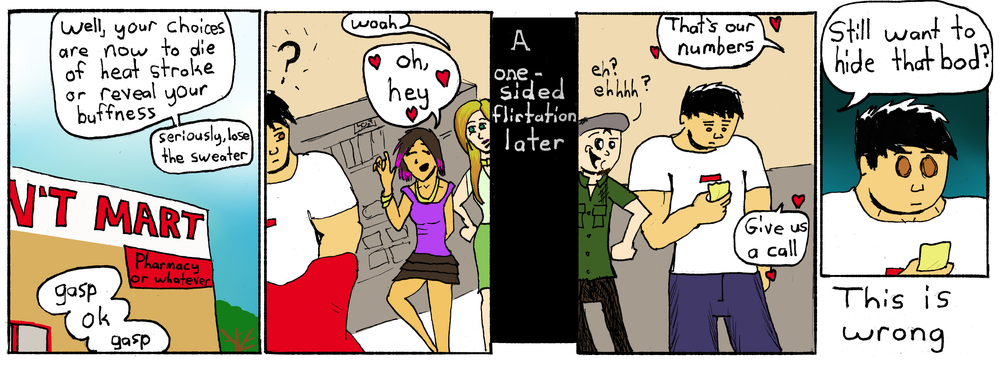 Well, your choices
are now to die
of heat stroke
or reveal your
buffness
seriously, lose
the sweater
N'T MART
Pharmacy
or whatever
gasp
ok
gasp
?
woah
oh,
hey
A
one-
sided
flirtation
later
eh?
ehhhh?
That's our
numbers
Give us
a call
Still want to
hide that bod?
This is
wrong